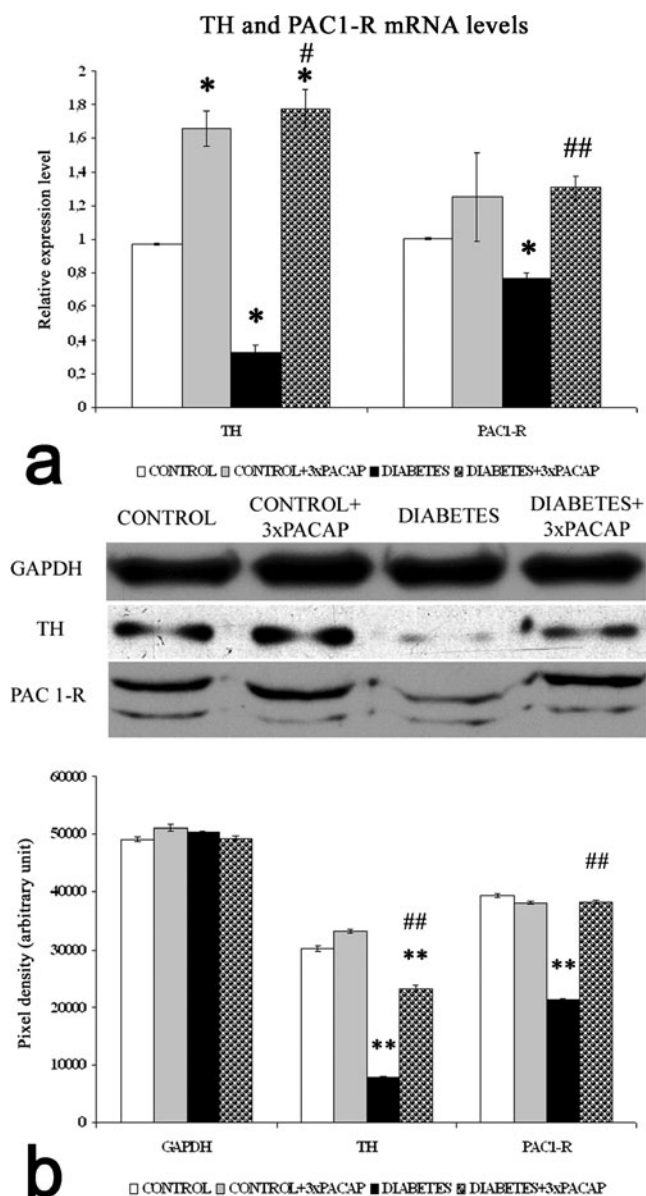 TH and PAC1-R mRNA levels
Relative expression level
2
1,8
1,6
1,4
1,2
1
0,8
0,6
0,4
0,2
0
*
*
#
*
*
##
TH
PAC1-R
a
CONTROL CONTROL+3xPACAP DIABETES DIABETES+3xPACAP
CONTROL CONTROL+ 3xPACAP DIABETES DIABETES+ 3xPACAP
GAPDH
TH
PAC 1-R
Pixel density (arbitrary unit)
60000
50000
40000
30000
20000
10000
0
**
##
**
**
##
GAPDH TH PAC1-R
b
CONTROL CONTROL+3xPACAP DIABETES DIABETES+3xPACAP